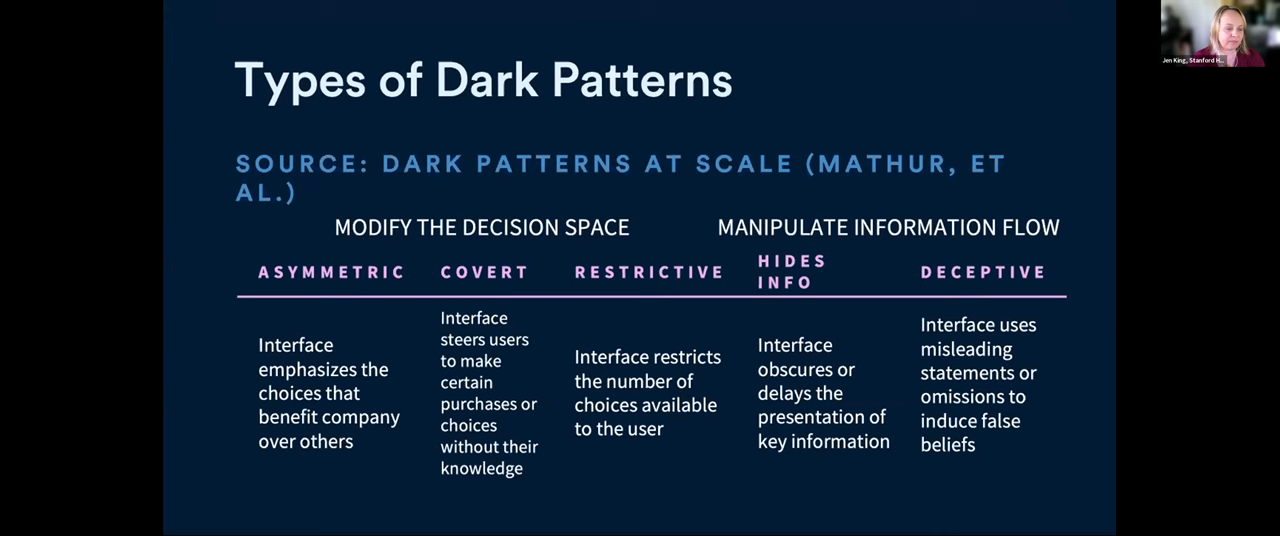 Jen King, Stanford H...
Types of Dark Patterns
SOURCE: DARK PATTERNS AT SCALE (MATHUR, ET
AL.)
MODIFY THE DECISION SPACE
MANIPULATE INFORMATION FLOW
ASYMMETRIC
COVERT
RESTRICTIVE
HIDES
INFO
DECEPTIVE
Interface
emphasizes the
choices that
benefit company
over others
Interface
steers users
to make
certain
purchases or
choices
without their
knowledge
Interface restricts
the number of
choices available
to the user
Interface
obscures or
delays the
presentation of
key information
Interface uses
misleading
statements or
omissions to
induce false
beliefs